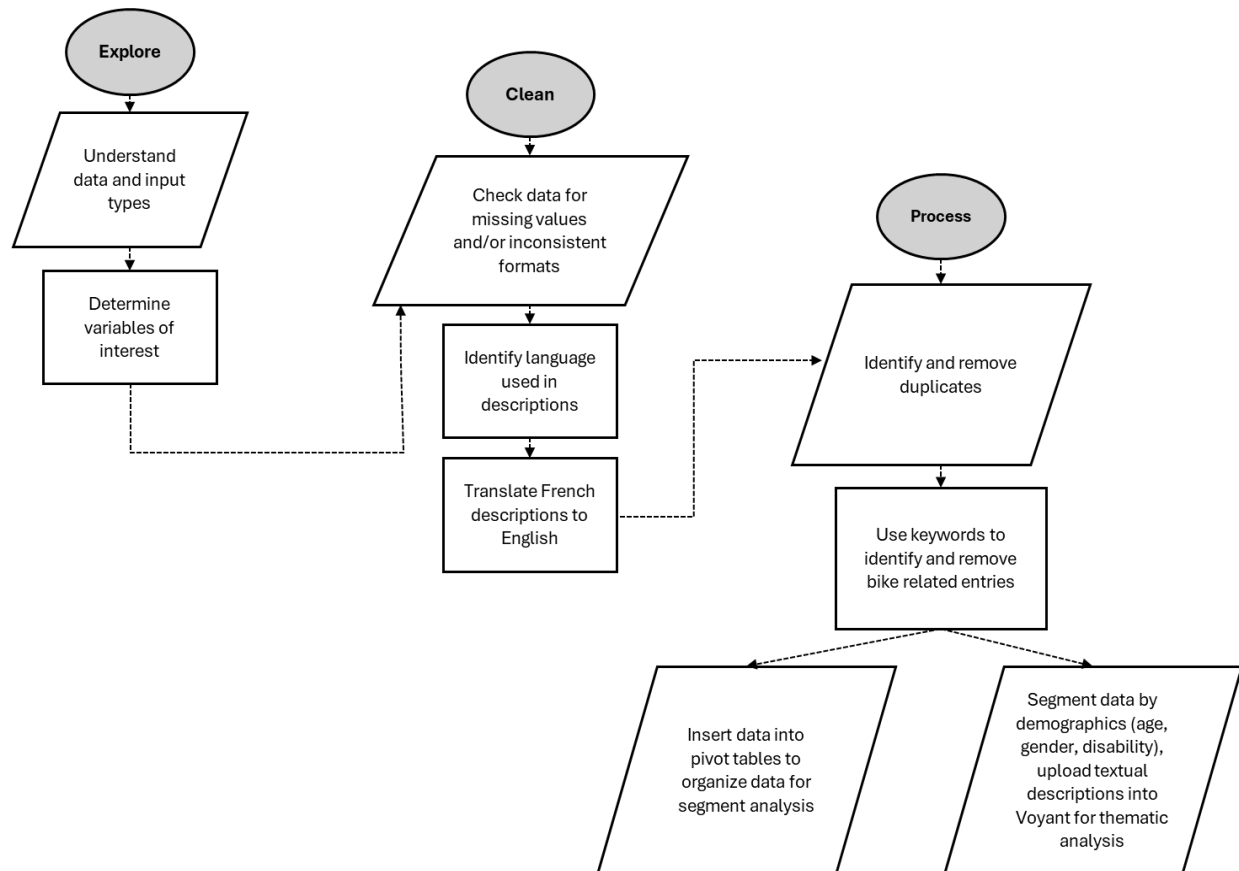 Explore
Understand
data and input
types
Determine
variables of
interest
Clean
Check data for
missing values
and/or inconsistent
formats
Identify language
used in
descriptions
Translate French
descriptions to
English
Process
Identify and remove
duplicates
Use keywords to
identify and remove
bike related entries
Insert data into
pivot tables to
organize data for
segment analysis
Segment data by
demographics (age,
gender, disability),
upload textual
descriptions into
Voyant for thematic
analysis